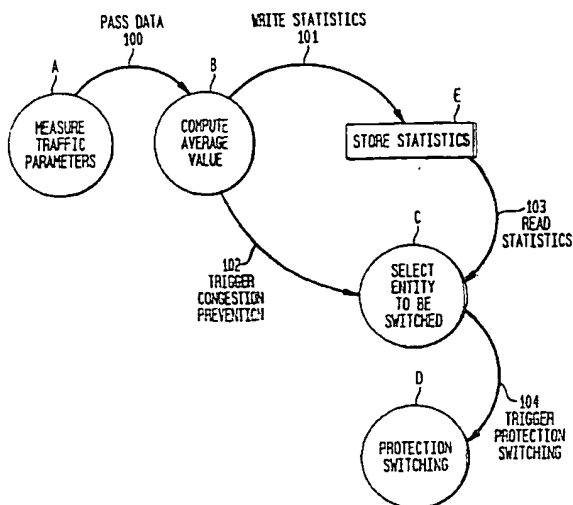 PASS DATA
100
WRITE STATISTICS
101
A
B
E
MEASURE
TRAFFIC
PARAMETERS
COMPUTE
AVERAGE
VALUE
STORE STATISTICS
103
READ
STATISTICS
C
102
TRIGGER
CONGESTION
PREVENTION
SELECT
ENTITY
TO BE
SWITCHED
D
104
TRIGGER
PROTECTION
SWITCHING
PROTECTION
SWITCHING